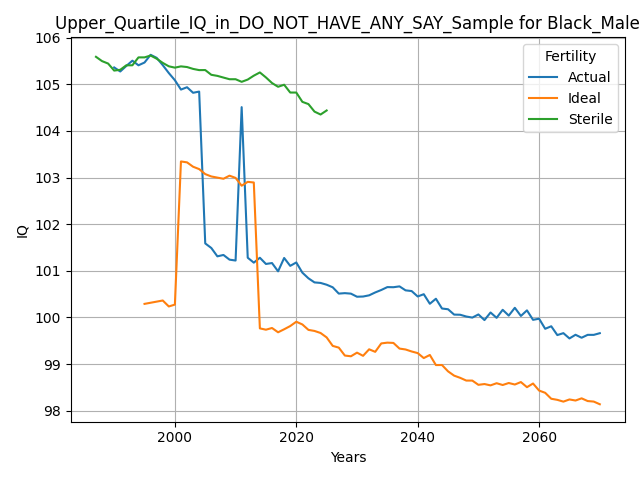 Upper_Quartile_IQ_in_DO_NOT_HAVE_ANY_SAY_Sample for Black_Male
Fertility
Actual
Ideal
Sterile
IQ
106
105
104
103
102
101
100
99
98
2000
2020
2040
2060
Years